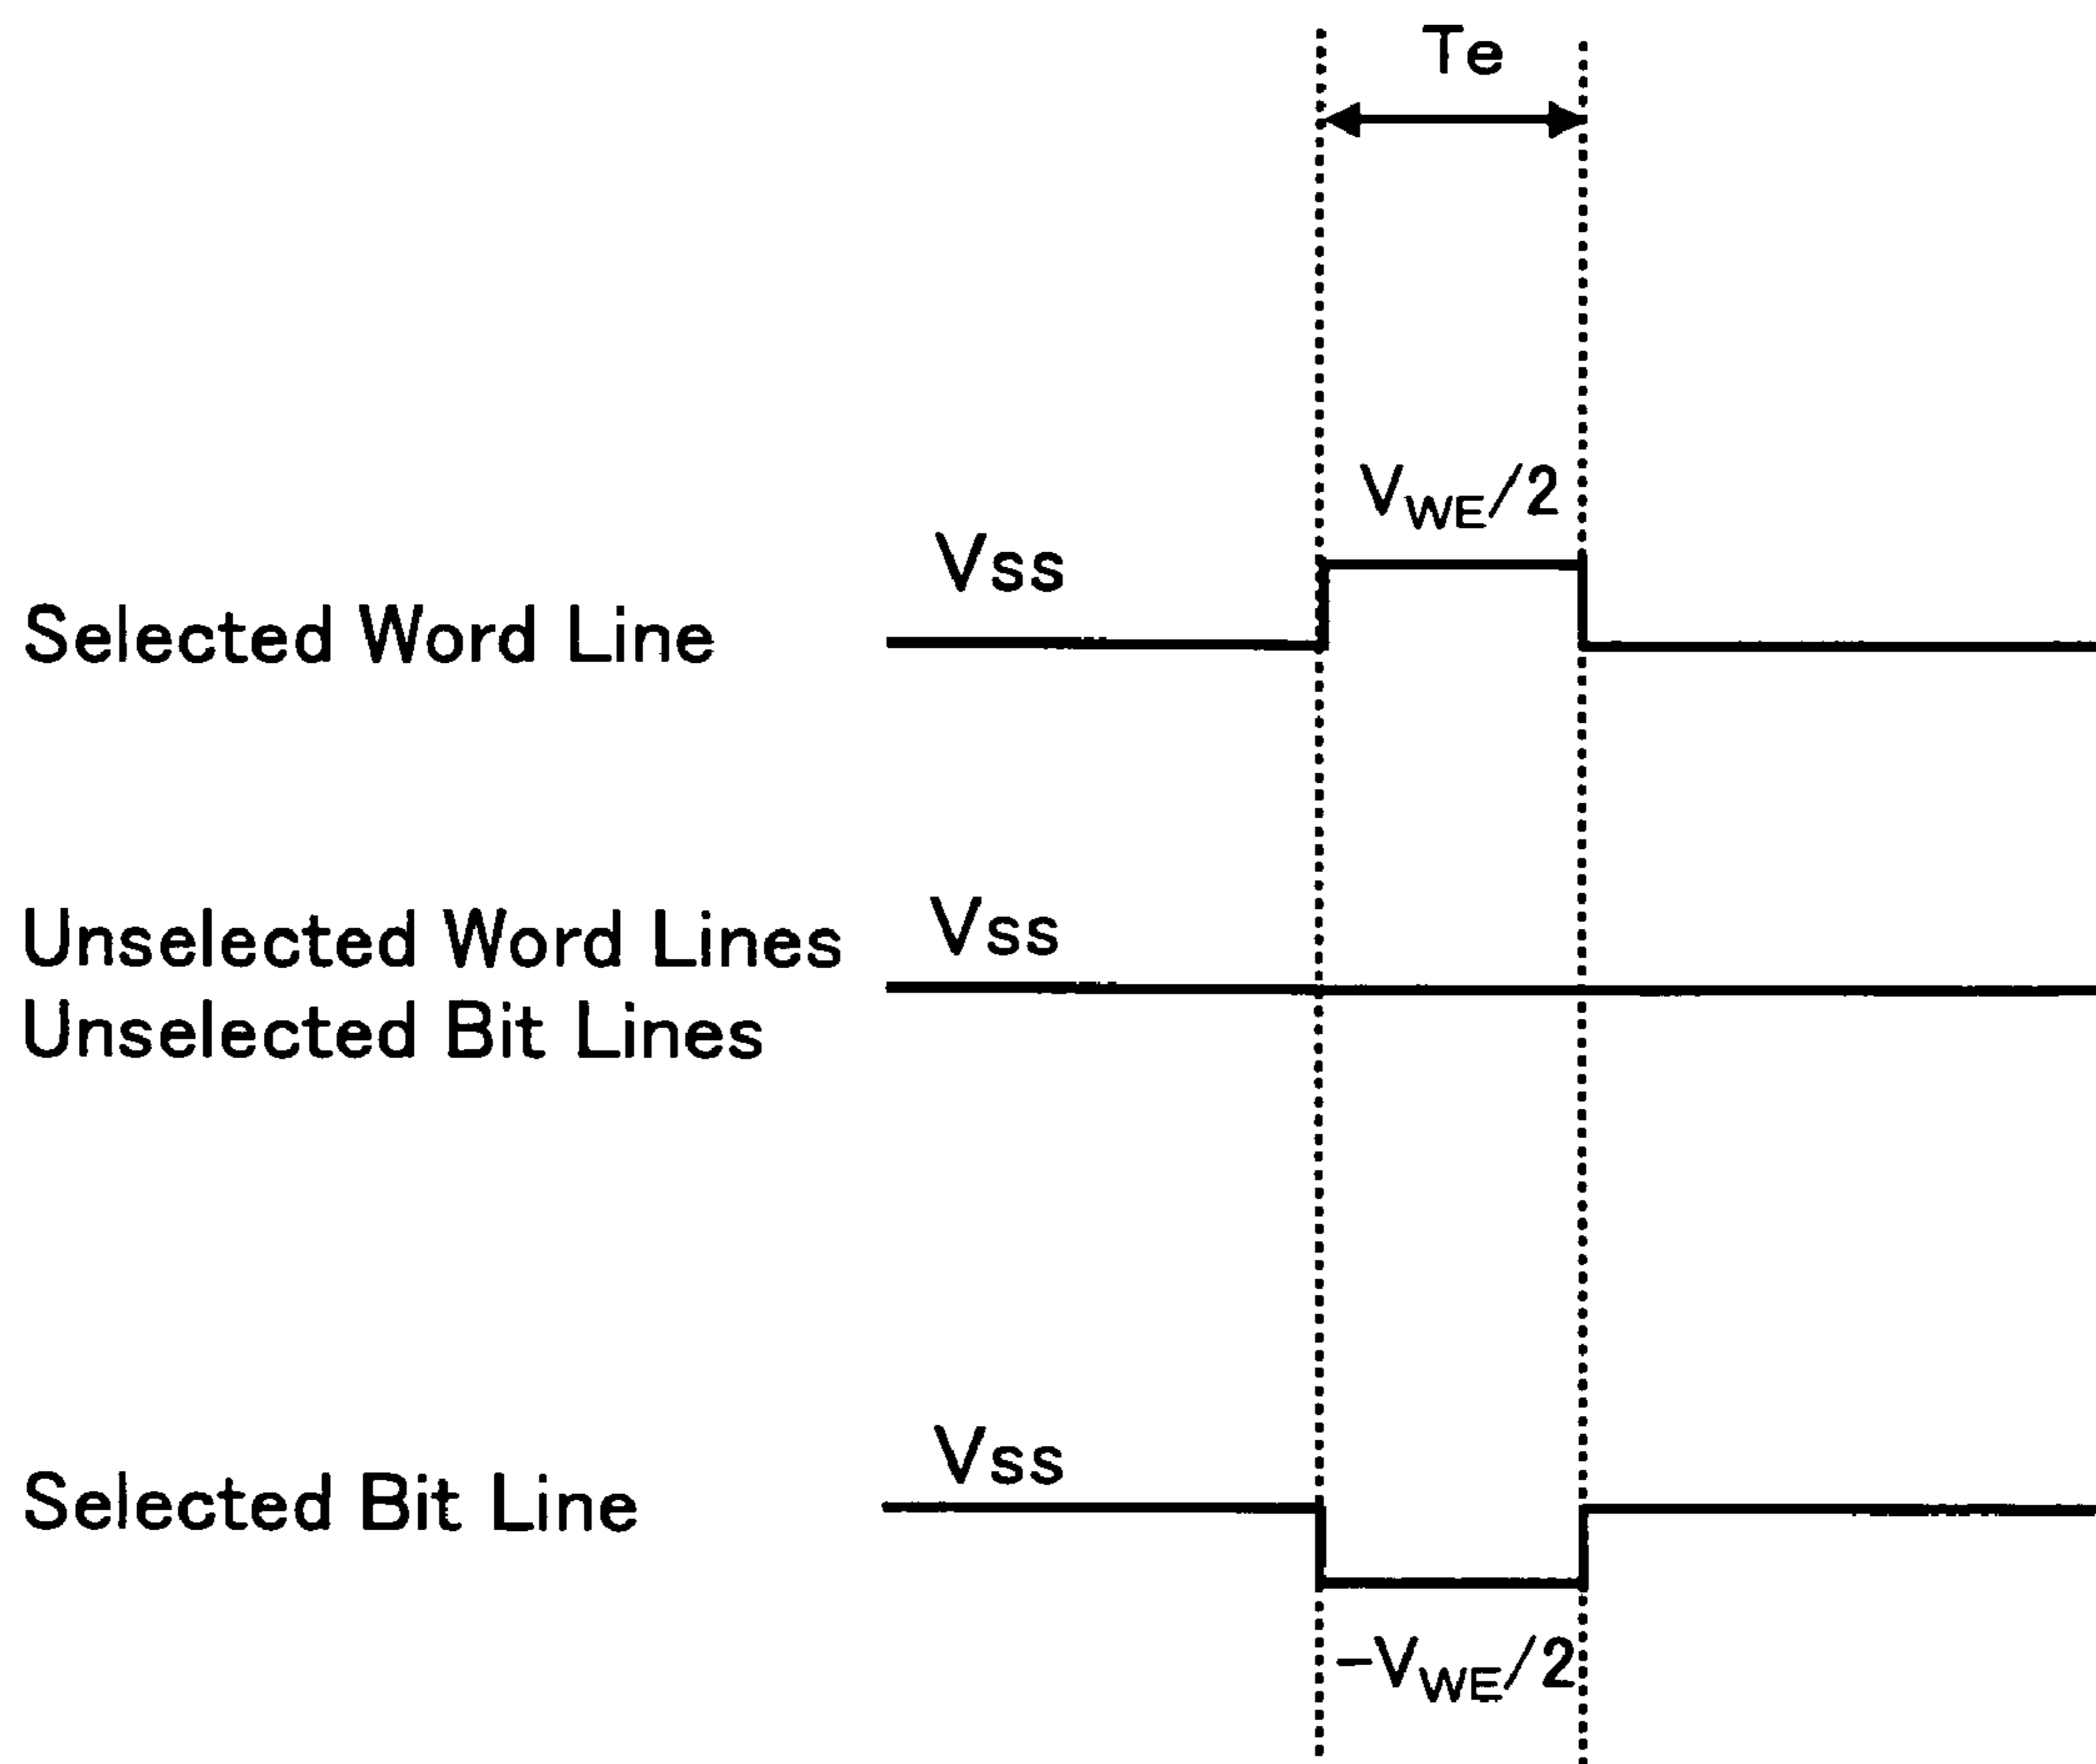 Te
V_WE/2
Vss
Selected Word Line
Unselected Word Lines
Vss
Unselected Bit Lines
Vss
Selected Bit Line
-V_WE/2